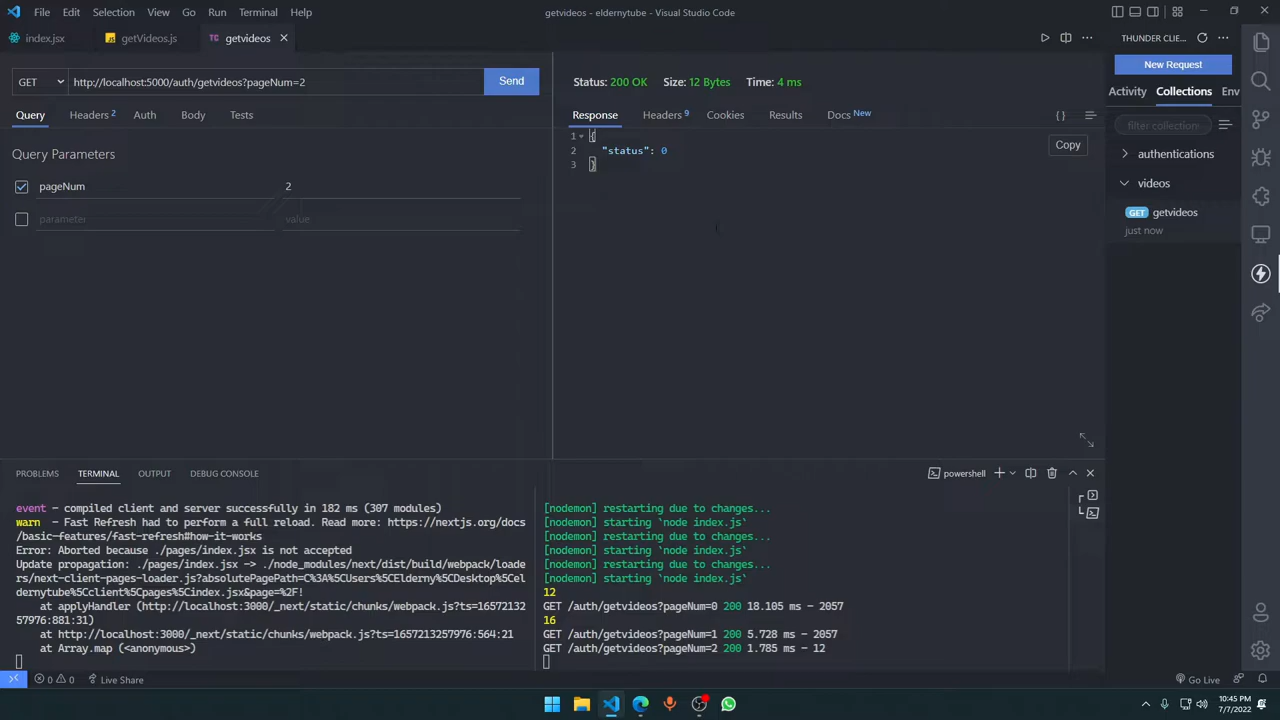 File Edit Selection View Go Run Terminal Help
getvideos - eldernytube - Visual Studio Code
index.jsx
getVideos.js
getvideos
THUNDER CLIE...
GET
http://localhost:5000/auth/getvideos?pageNum=2
Send
Query
Headers 2
Auth
Body
Tests
Query Parameters
pageNum
2
parameter
value
Status: 200 OK Size: 12 Bytes Time: 4 ms
Response
Headers 9
Cookies
Results
Docs New
{ }
1 {
2 "status": 0
3 }
Copy
New Request
Activity
Collections
Env
filter collections
authentications
videos
GET getvideos
just now
PROBLEMS
TERMINAL
OUTPUT
DEBUG CONSOLE
powershell
event - compiled client and server successfully in 182 ms (307 modules)
warn - Fast Refresh had to perform a full reload. Read more: https://nextjs.org/docs
/basic-features/fast-refresh#how-it-works
Error: Aborted because ./pages/index.jsx is not accepted
Update propagation: ./pages/index.jsx -> ./node_modules/next/dist/build/webpack/loade
rs/next-client-pages-loader.js?absolutePagePath=C%3A%5CUsers%5CElderny%5CDesktop%5Cel
dernytube%5Cclient%5Cpages%5Cindex.jsx&page=%2F!
at applyHandler (http://localhost:3000/_next/static/chunks/webpack.js?ts=16572132
57976:881:31)
at http://localhost:3000/_next/static/chunks/webpack.js?ts=1657213257976:564:21
at Array.map (<anonymous>)
[nodemon] restarting due to changes...
[nodemon] starting `node index.js`
[nodemon] restarting due to changes...
[nodemon] starting `node index.js`
[nodemon] restarting due to changes...
[nodemon] starting `node index.js`
12
GET /auth/getvideos?pageNum=0 200 18.105 ms - 2057
16
GET /auth/getvideos?pageNum=1 200 5.728 ms - 2057
GET /auth/getvideos?pageNum=2 200 1.785 ms - 12
0 0
Live Share
Go Live
10:45 PM
7/7/2022